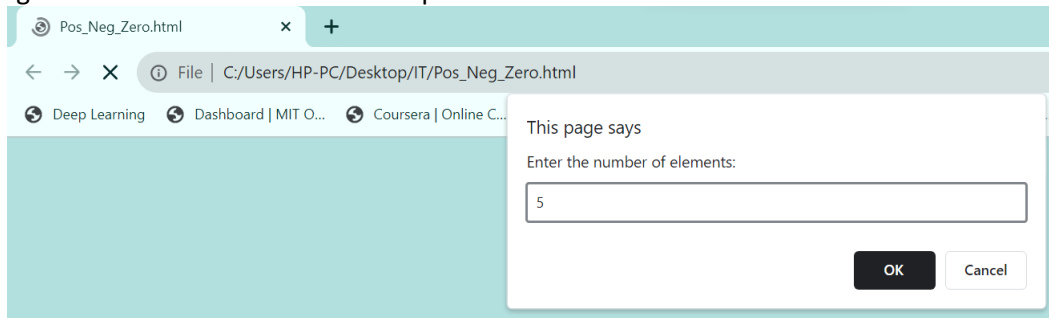 Pos_Neg_Zero.html
File | C:/Users/HP-PC/Desktop/IT/Pos_Neg_Zero.html
Deep Learning Dashboard | MIT O... Coursera | Online C...
This page says
Enter the number of elements:
5
OK Cancel